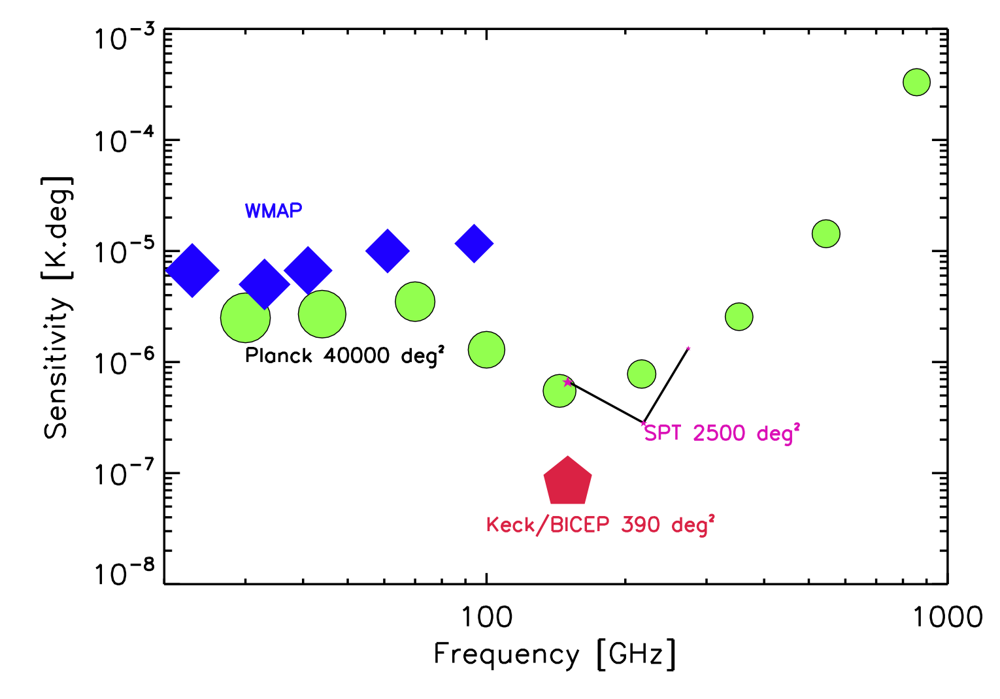 10⁻³
10⁻⁴
10⁻⁵
10⁻⁶
10⁻⁷
10⁻⁸
Sensitivity [K.deg]
WMAP
Planck 40000 deg²
SPT 2500 deg²
Keck/BICEP 390 deg²
100
1000
Frequency [GHz]